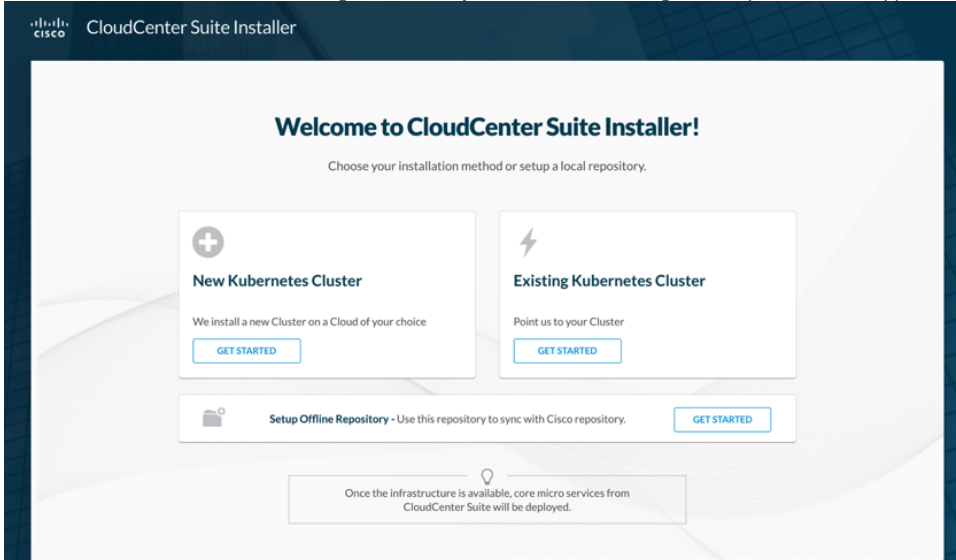 CISCO CloudCenter Suite Installer
Welcome to CloudCenter Suite Installer!
Choose your installation method or setup a local repository.
New Kubernetes Cluster
We install a new Cluster on a Cloud of your choice
GET STARTED
Existing Kubernetes Cluster
Point us to your Cluster
GET STARTED
Setup Offline Repository - Use this repository to sync with Cisco repository.
GET STARTED
Once the infrastructure is available, core micro services from
CloudCenter Suite will be deployed.